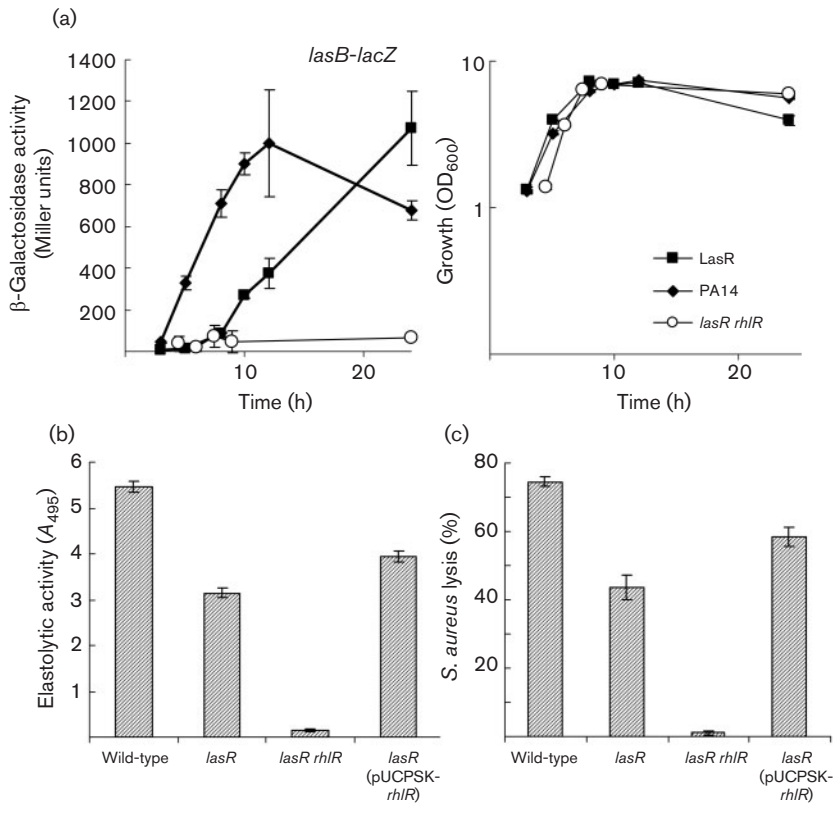 (a)
lasB-lacZ
β-Galactosidase activity
(Miller units)
1400
1200
1000
800
600
400
200
10
20
Time (h)
Growth (OD600)
10
1
LasR
PA14
lasR rhlR
20
Time (h)
(b)
Elastolytic activity (A495)
6
5
4
3
2
1
Wild-type
lasR
lasR rhlR
lasR
(pUCPSK-
rhlR)
(c)
S. aureus lysis (%)
80
60
40
20
Wild-type
lasR
lasR rhlR
lasR
(pUCPSK-
rhlR)